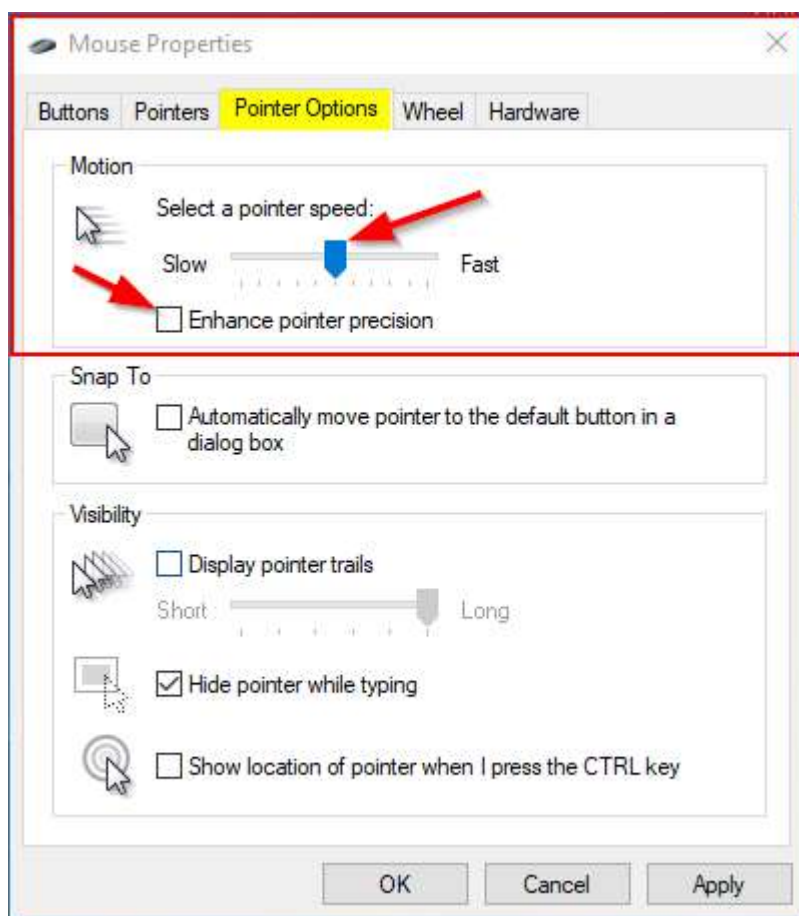 Mouse Properties
Buttons Pointers Pointer Options Wheel Hardware
Motion
Select a pointer speed:
Slow Fast
Enhance pointer precision
Snap To
Automatically move pointer to the default button in a
dialog box
Visibility
Display pointer trails
Short Long
Hide pointer while typing
Show location of pointer when I press the CTRL key
OK Cancel Apply